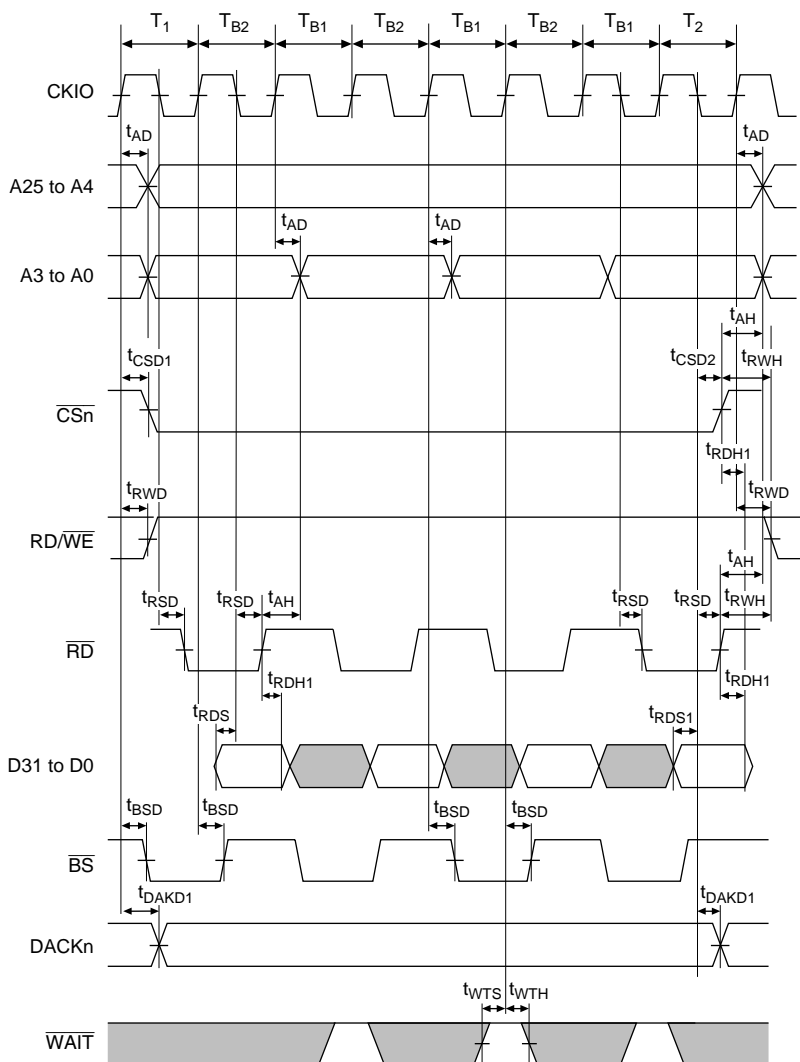 T1 TB2 TB1 TB2 TB1 TB2 TB1 T2
CKIO
tAD tAD
A25 to A4
tAD tAD
A3 to A0
tAH
tCSD1 tCSD2 tRWH
CSn
tRDH1
tRWD tRWD
RD/WE
tAH
tRSD tRSD tAH tRSD tRSD tRWH
RD
tRDH1 tRDH1
tRDS tRDS1
D31 to D0
tBSD tBSD tBSD tBSD
BS
tDAKD1 tDAKD1
DACKn
tWTS tWTH
WAIT